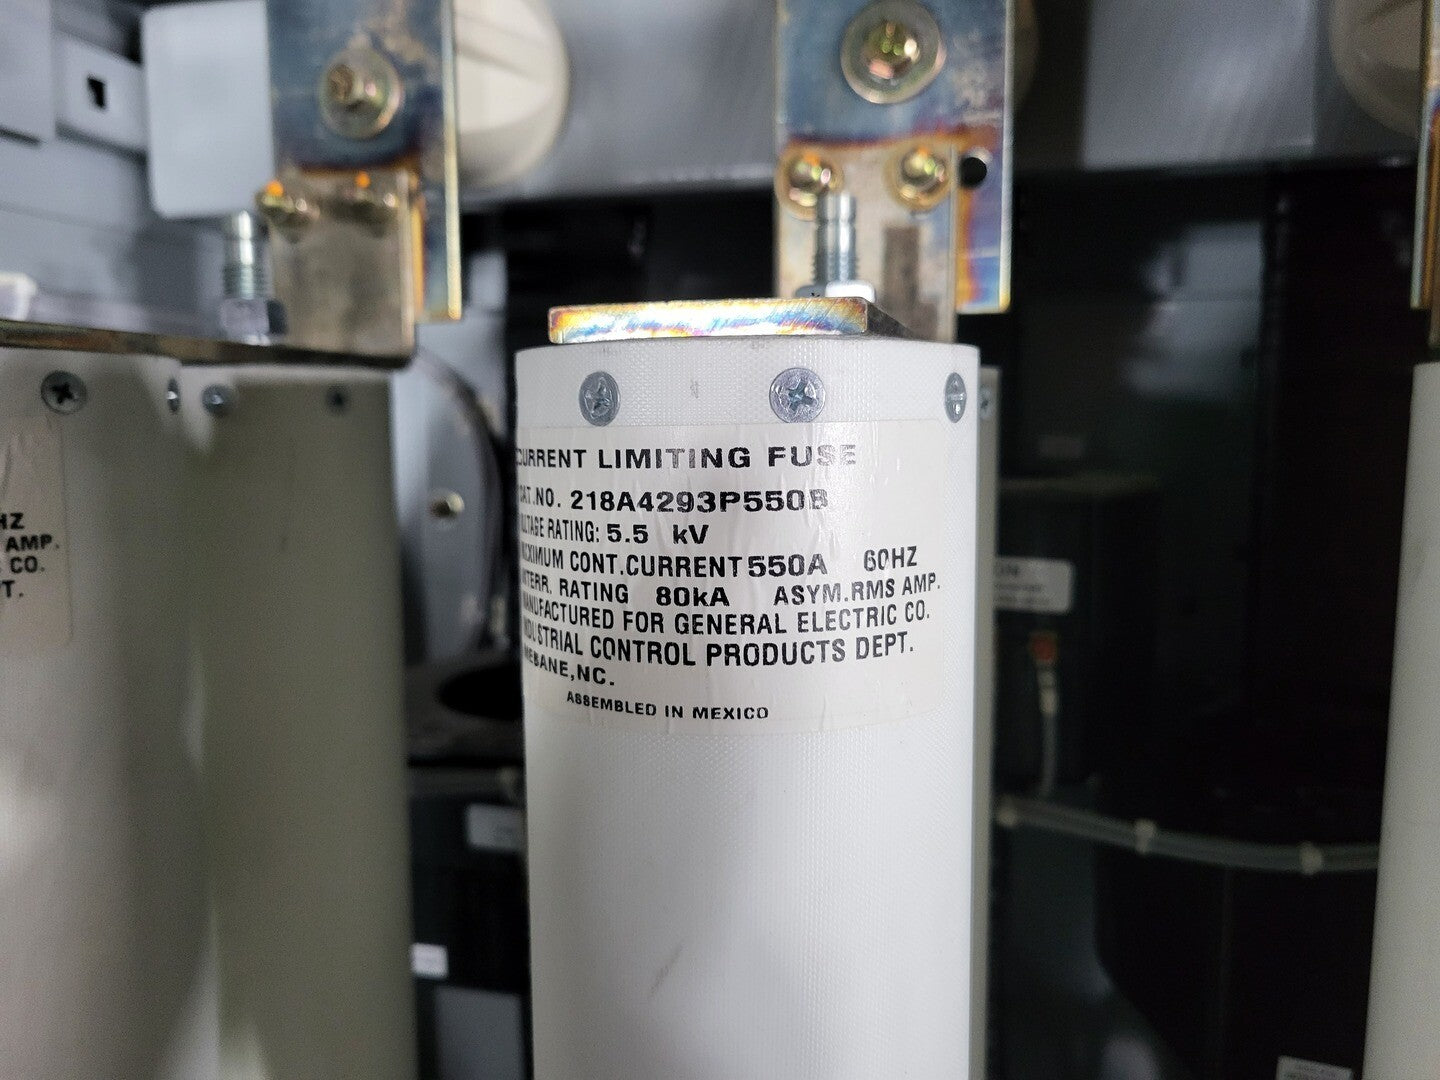 CURRENT LIMITING FUSE
CAT.NO. 218A4293P550B
VOLTAGE RATING: 5.5 kV
MAXIMUM CONT.CURRENT 550A 60HZ
INTERR. RATING 80kA ASYM.RMS AMP.
MANUFACTURED FOR GENERAL ELECTRIC CO.
INDUSTRIAL CONTROL PRODUCTS DEPT.
MEBANE,NC.
ASSEMBLED IN MEXICO
HZ
AMP.
CO.
T.